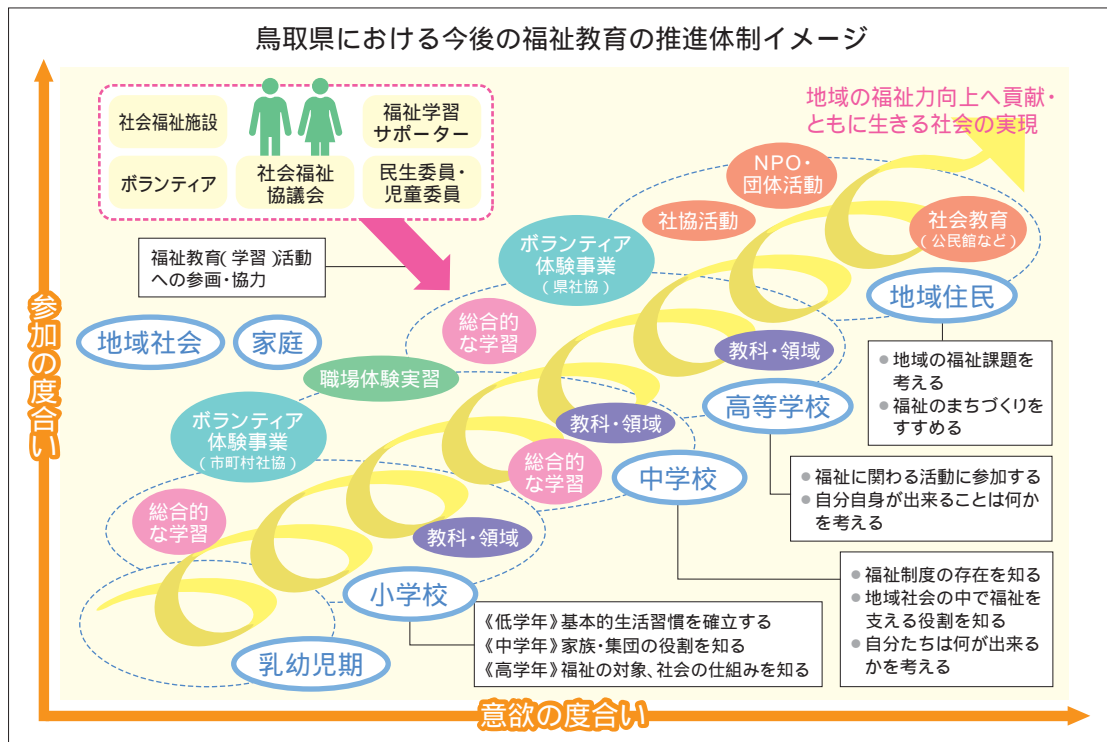 鳥取県における今後の福祉教育の推進体制イメージ
地域の福祉力向上へ貢献・
ともに生きる社会の実現
社会福祉施設
福祉学習
サポーター
ボランティア
社会福祉
協議会
民生委員・
児童委員
福祉教育(学習)活動
への参画・協力
NPO・
団体活動
社協活動
社会教育
(公民館など)
ボランティア
体験事業
(県社協)
地域住民
参加の度合い
地域社会
家庭
総合的
な学習
教科・領域
職場体験実習
高等学校
●地域の福祉課題を
考える
●福祉のまちづくりを
すすめる
ボランティア
体験事業
(市町村社協)
教科・領域
総合的
な学習
中学校
●福祉に関わる活動に参加する
●自分自身が出来ることは何か
を考える
総合的
な学習
教科・領域
小学校
●福祉制度の存在を知る
●地域社会の中で福祉を
支える役割を知る
●自分たちは何が出来る
かを考える
《低学年》基本的生活習慣を確立する
《中学年》家族・集団の役割を知る
《高学年》福祉の対象、社会の仕組みを知る
乳幼児期
意欲の度合い